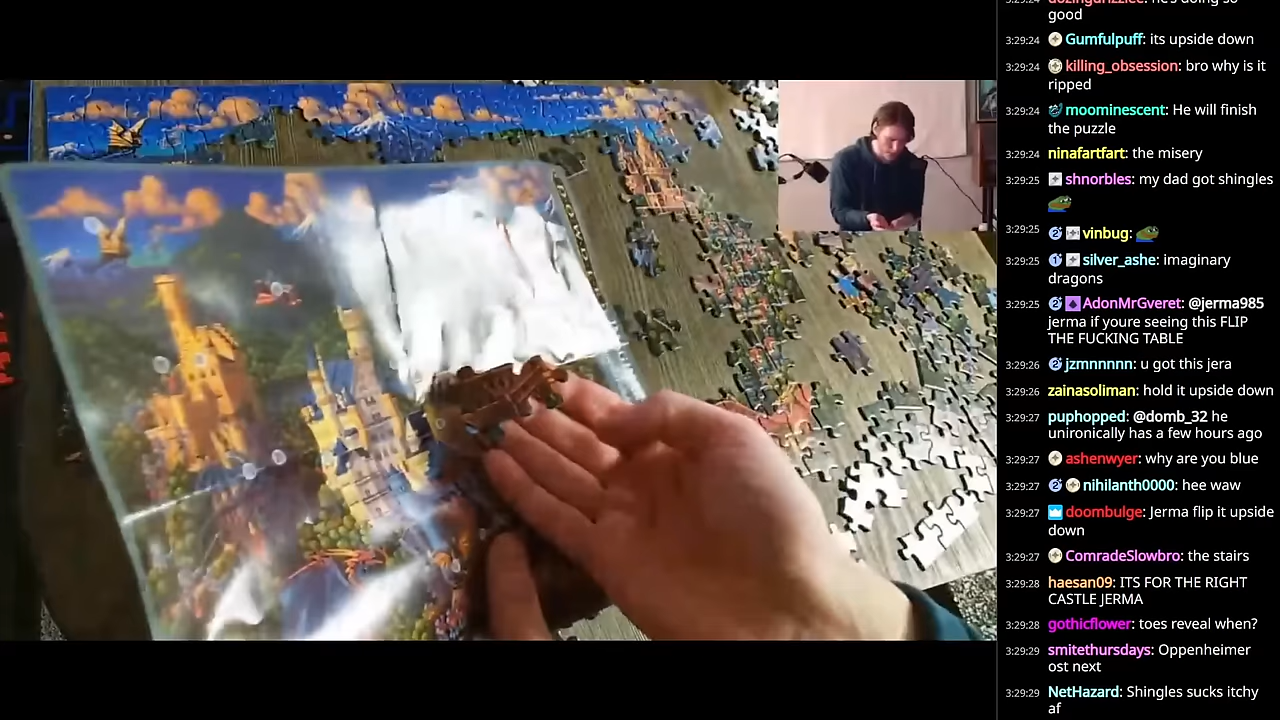 3:29:24 dozingdrizzlee: he's doing so
good
3:29:24 Gumfulpuff: its upside down
3:29:24 killing_obsession: bro why is it
ripped
3:29:24 moominescent: He will finish
the puzzle
3:29:24 ninafartfart: the misery
3:29:25 shnorbles: my dad got shingles
3:29:25 vinbug:
3:29:25 silver_ashe: imaginary
dragons
3:29:25 AdonMrGveret: @jerma985
jerma if youre seeing this FLIP
THE FUCKING TABLE
3:29:26 jzmnnnnn: u got this jera
3:29:26 zainasoliman: hold it upside down
3:29:27 puphopped: @domb_32 he
unironically has a few hours ago
3:29:27 ashenwyer: why are you blue
3:29:27 nihilanth0000: hee waw
3:29:27 doombulge: Jerma flip it upside
down
3:29:27 ComradeSlowbro: the stairs
3:29:28 haesan09: ITS FOR THE RIGHT
CASTLE JERMA
3:29:28 gothicflower: toes reveal when?
3:29:29 smitethursdays: Oppenheimer
ost next
3:29:29 NetHazard: Shingles sucks itchy
af